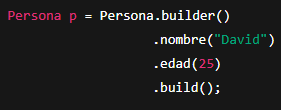 Persona p = Persona.builder()
.nombre("David")
.edad(25)
.build();